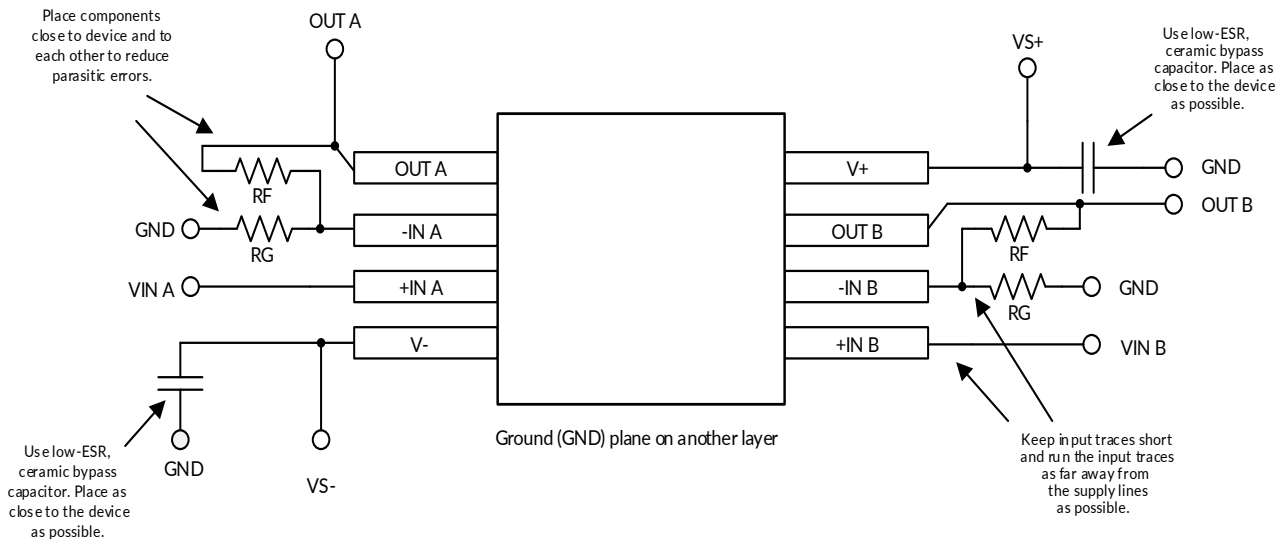 Place components
close to device and to
each other to reduce
parasitic errors.
OUT A
VS+
Use low-ESR,
ceramic bypass
capacitor. Place as
close to the device
as possible.
OUT A
V+
GND
RF
OUT B
GND
-IN A
OUT B
RG
RF
VIN A
+IN A
-IN B
GND
RG
V-
+IN B
VIN B
Ground (GND) plane on another layer
Use low-ESR,
ceramic bypass
capacitor. Place as
close to the device
as possible.
GND
VS-
Keep input traces short
and run the input traces
as far away from
the supply lines
as possible.